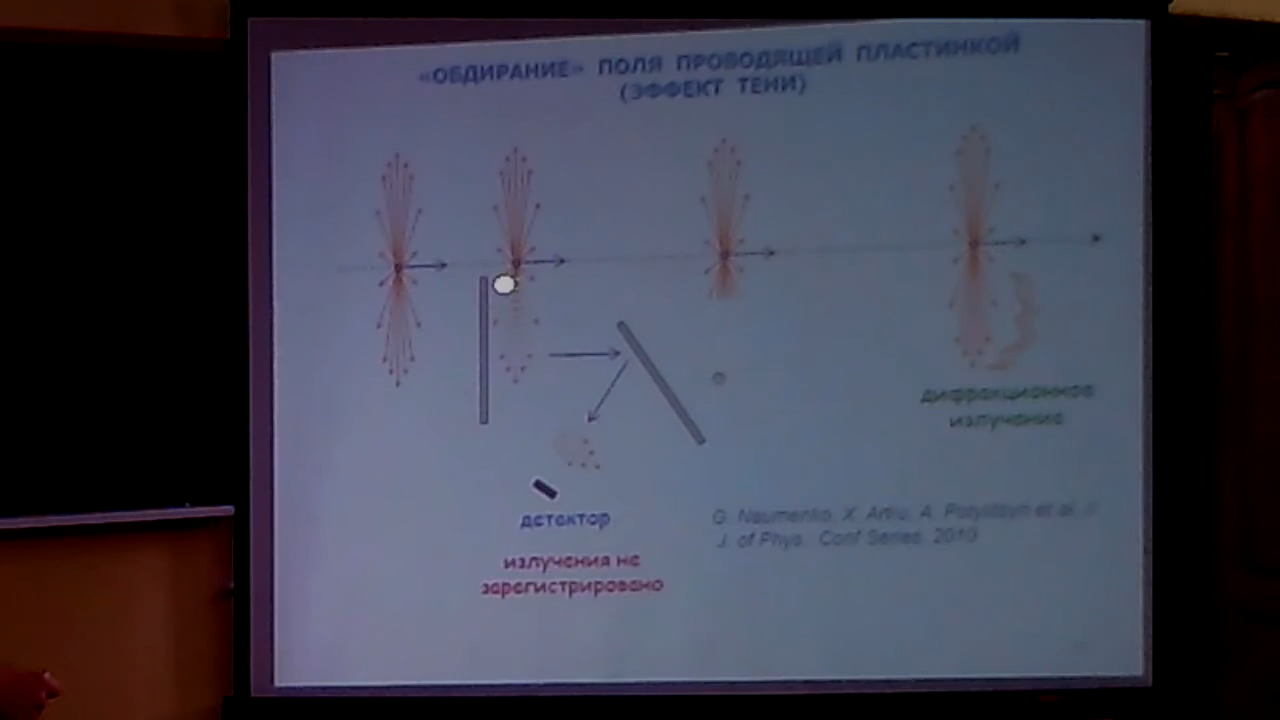 «ОБДИРАНИЕ» ПОЛЯ ПРОВОДЯЩЕЙ ПЛАСТИНКОЙ
(ЭФФЕКТ ТЕНИ)
дифракционное
излучение
детектор
излучения не
зарегистрировано
G. Naumenko, X. Artru, A. Potylitsyn et al. //
J. of Phys.: Conf Series, 2010